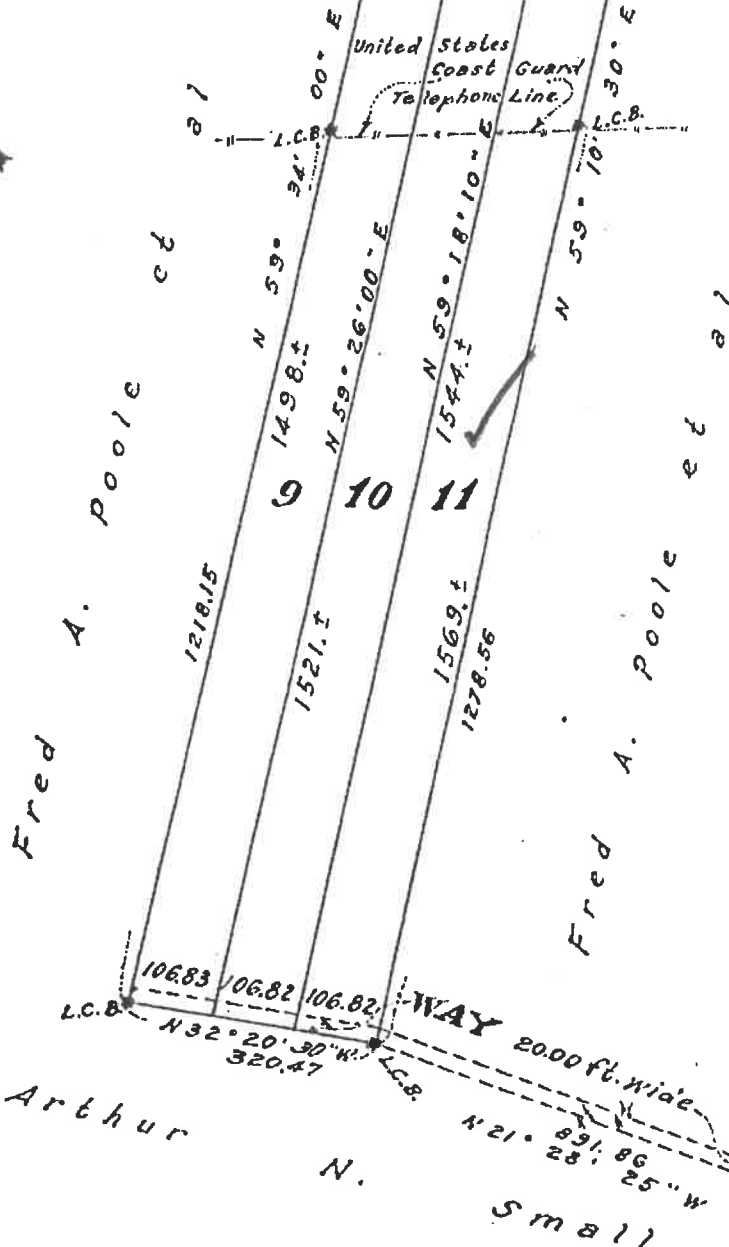 00" E
United States
Coast Guard
Telephone Line
30" E
L.C.B.
L.C.B.
34'
10'
N 59°
N 59° 26' 00" E
N 59° 18' 10" E
N 59°
1498.±
1544.±
9 10 11
1218.15
1521.±
1569.±
1278.56
Fred A. Poole et al
Fred A. Poole et al
106.83 106.82 106.82
L.C.B.
N 32° 20' 30" W
320.47
L.C.B.
WAY 20.00 ft. wide
N 21° 28' 25" W
891.86
Arthur N. Small